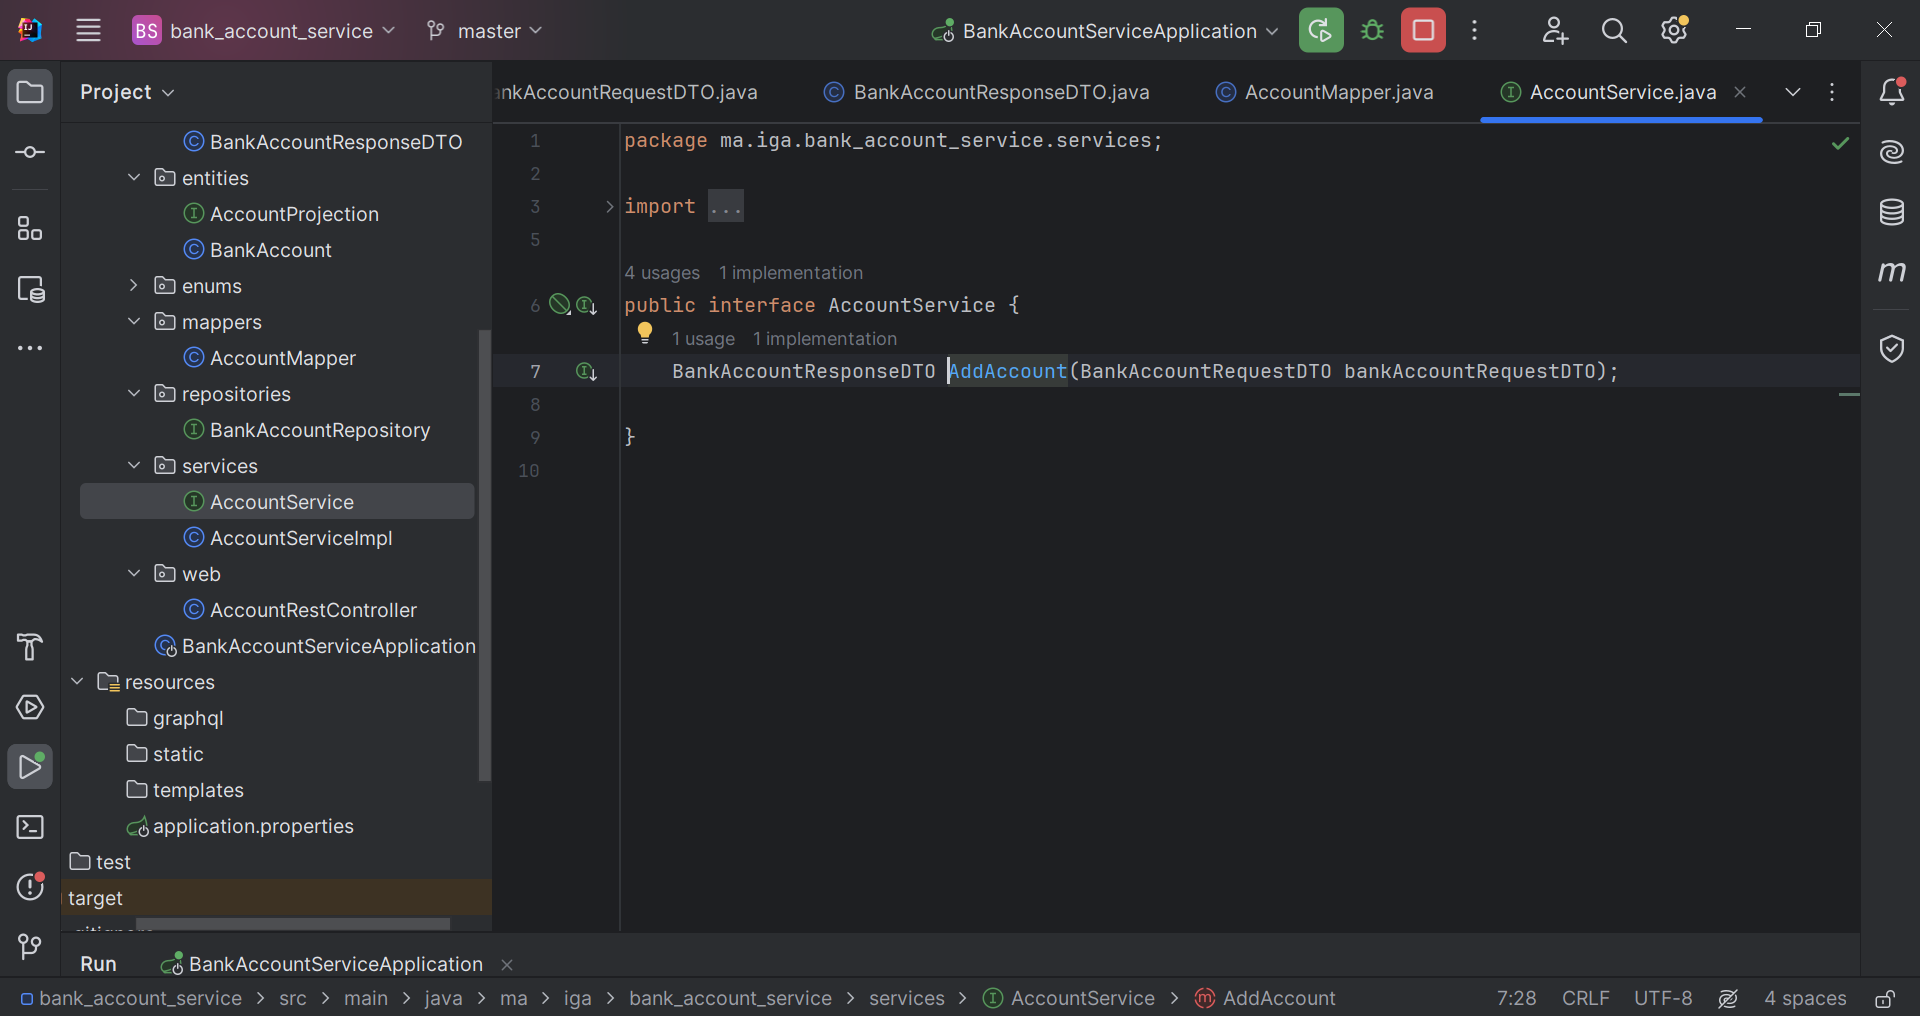 BS bank_account_service
master
BankAccountServiceApplication
Project
BankAccountResponseDTO
entities
AccountProjection
BankAccount
enums
mappers
AccountMapper
repositories
BankAccountRepository
services
AccountService
AccountServiceImpl
web
AccountRestController
BankAccountServiceApplication
resources
graphql
static
templates
application.properties
test
target
nkAccountRequestDTO.java
BankAccountResponseDTO.java
AccountMapper.java
AccountService.java
1 package ma.iga.bank_account_service.services;
2
3 import ...
5
4 usages 1 implementation
6 public interface AccountService {
1 usage 1 implementation
7 BankAccountResponseDTO AddAccount(BankAccountRequestDTO bankAccountRequestDTO);
8
9 }
10
m
Run
BankAccountServiceApplication
bank_account_service > src > main > java > ma > iga > bank_account_service > services > AccountService > AddAccount
7:28 CRLF UTF-8 4 spaces